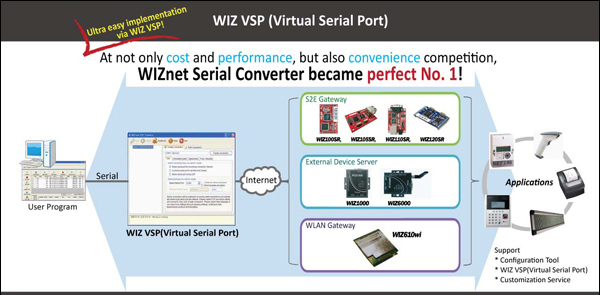 Ultra easy implementation
via WIZ VSP!
WIZ VSP (Virtual Serial Port)
At not only cost and performance, but also convenience competition,
WIZnet Serial Converter became perfect No. 1!
S2E Gateway
WIZ100SR, WIZ105SR, WIZ110SR, WIZ120SR
External Device Server
WIZ1000 WIZ6000
WLAN Gateway
WIZ610wi
Serial
Internet
Applications
User Program
WIZ VSP(Virtual Serial Port)
Support
* Configuration Tool
* WIZ VSP(Virtual Serial Port)
* Customization Service